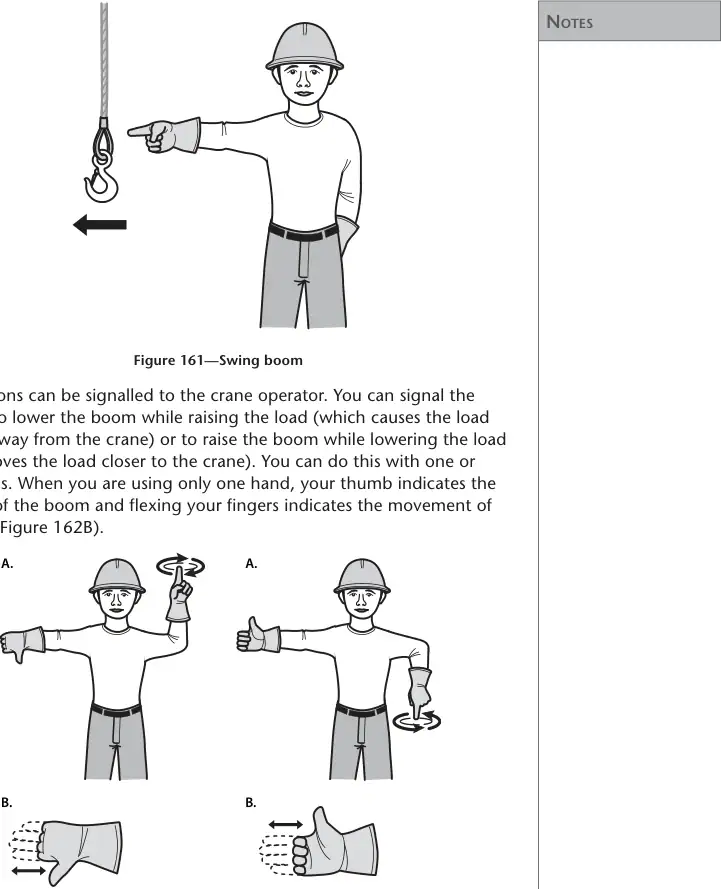 NOTES
Figure 161—Swing boom
ons can be signalled to the crane operator. You can signal the
o lower the boom while raising the load (which causes the load
way from the crane) or to raise the boom while lowering the load
oves the load closer to the crane). You can do this with one or
s. When you are using only one hand, your thumb indicates the
of the boom and flexing your fingers indicates the movement of
(Figure 162B).
A.
A.
B.
B.